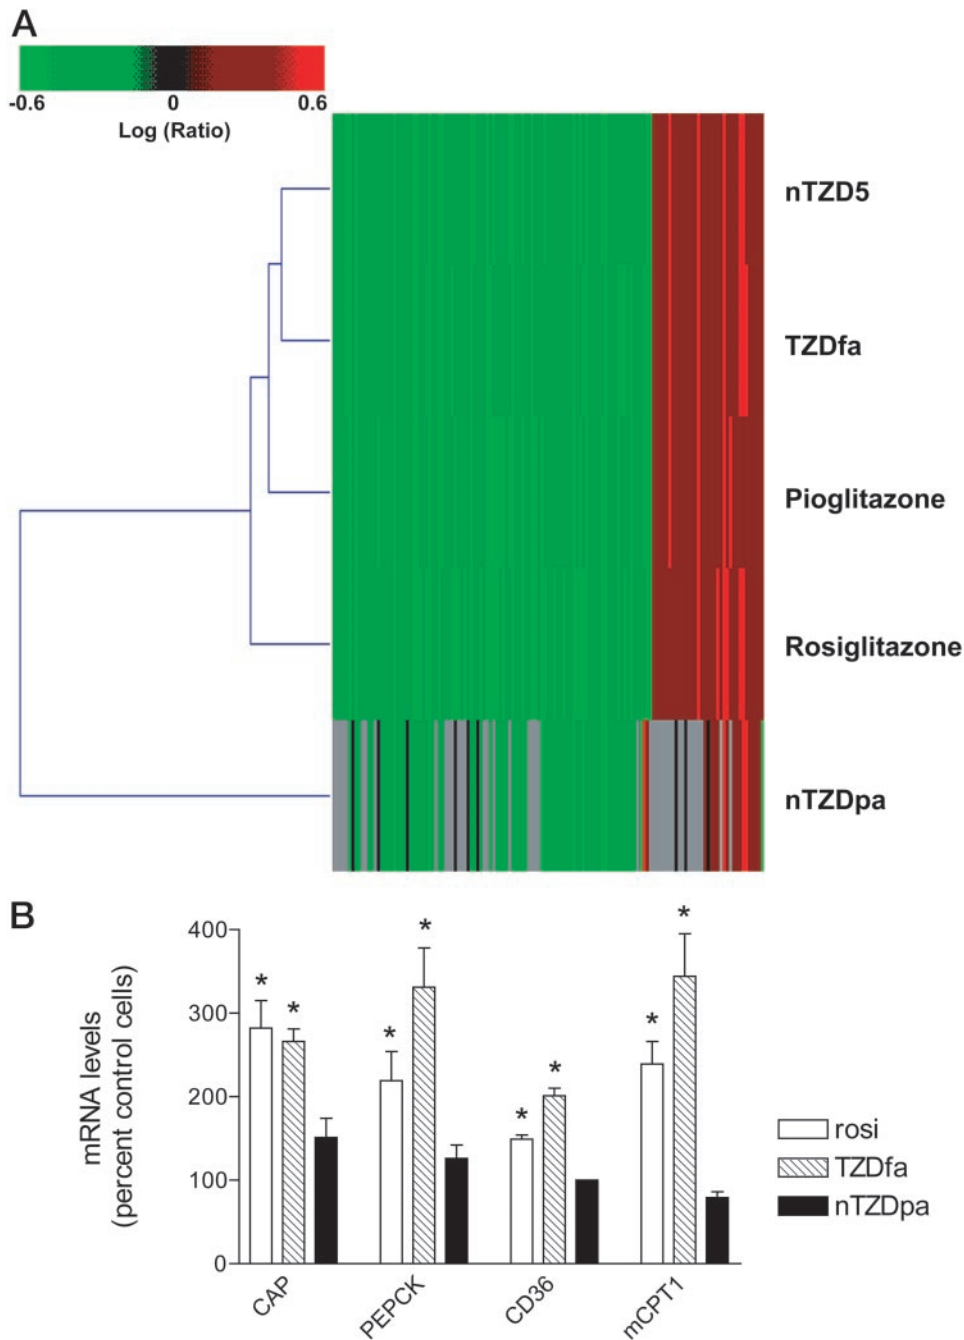 A
-0.6 0 0.6
Log (Ratio)
nTZD5
TZDfa
Pioglitazone
Rosiglitazone
nTZDpa
B
mRNA levels
(percent control cells)
400
300
200
100
0
* * * * * * * *
CAP
PEPCK
CD36
mCPT1
rosi
TZDfa
nTZDpa